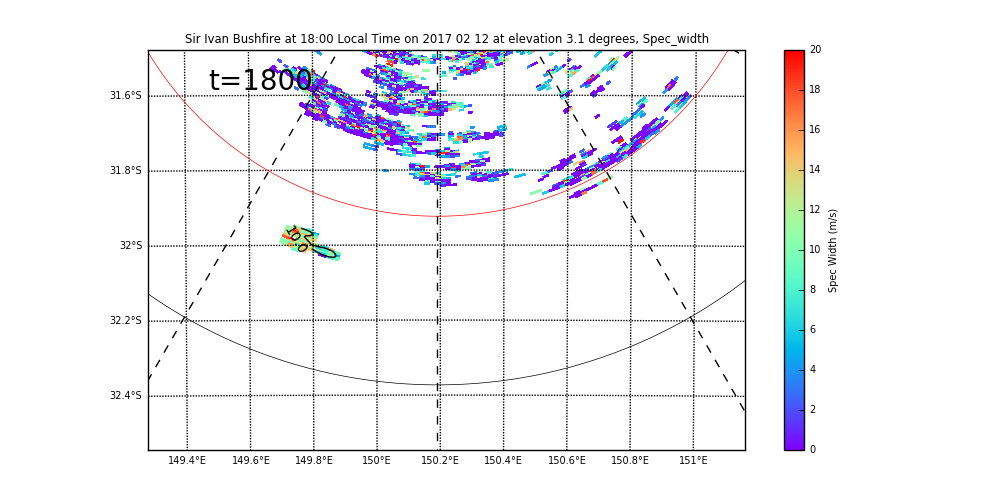 Sir Ivan Bushfire at 18:00 Local Time on 2017 02 12 at elevation 3.1 degrees, Spec_width
t=1800
31.6°S
31.8°S
32°S
32.2°S
32.4°S
149.4°E 149.6°E 149.8°E 150°E 150.2°E 150.4°E 150.6°E 150.8°E 151°E
20
18
16
14
12
10
8
6
4
2
0
Spec Width (m/s)